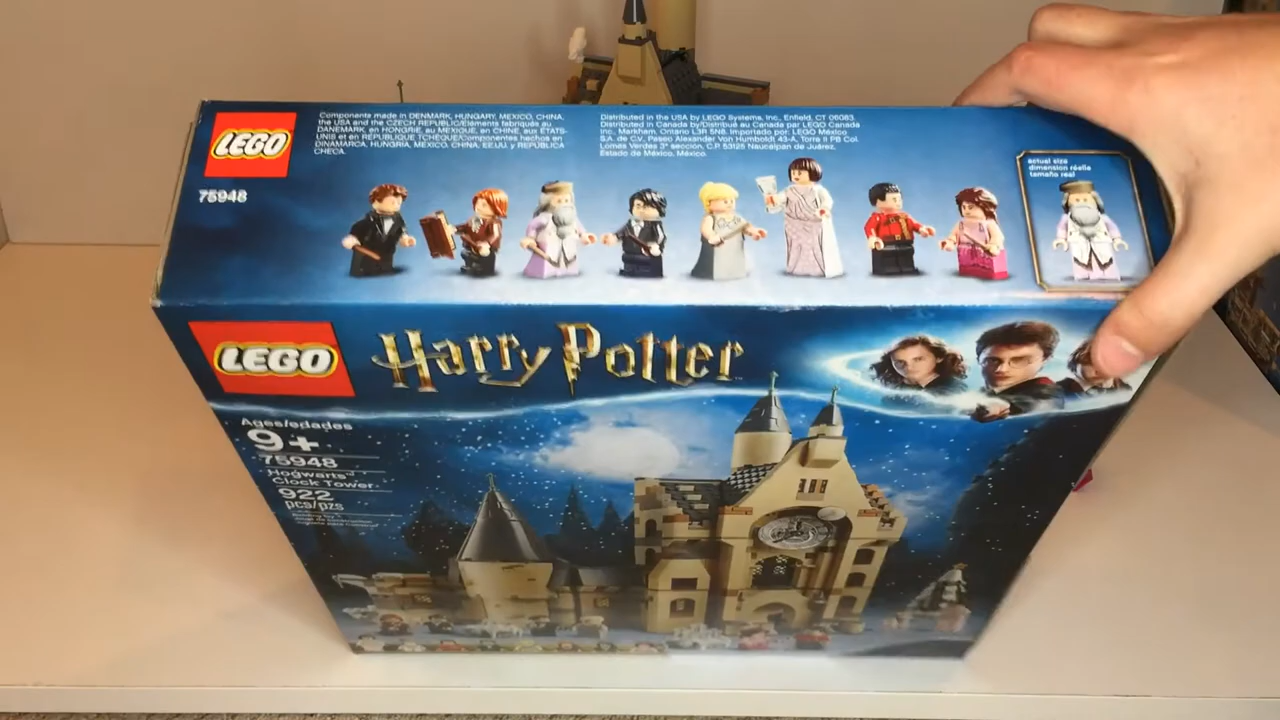 LEGO
75948
Components made in DENMARK, HUNGARY, MEXICO, CHINA,
the USA and the CZECH REPUBLIC/Éléments fabriqués au
DANEMARK, en HONGRIE, au MEXIQUE, en CHINE, aux ÉTATS-
UNIS et en RÉPUBLIQUE TCHÈQUE/Componentes hechos en
DINAMARCA, HUNGRÍA, MÉXICO, CHINA, EE.UU. y REPÚBLICA
CHECA.
Distributed in the USA by LEGO Systems, Inc., Enfield, CT 06083.
Distributed in Canada by/Distribué au Canada par LEGO Canada
Inc., Markham, Ontario L3R 5N8. Importado por: LEGO México
S.A. de C.V., Paseo Alexander Von Humboldt 43-A, Torre II PB Col.
Lomas Verdes 3ª sección, C.P. 53125 Naucalpan de Juárez,
Estado de México, México.
actual size
dimension réelle
tamaño real
LEGO
Harry Potter™
Ages/edades
9+
75948
Hogwarts™
Clock Tower
922
pcs/pzs